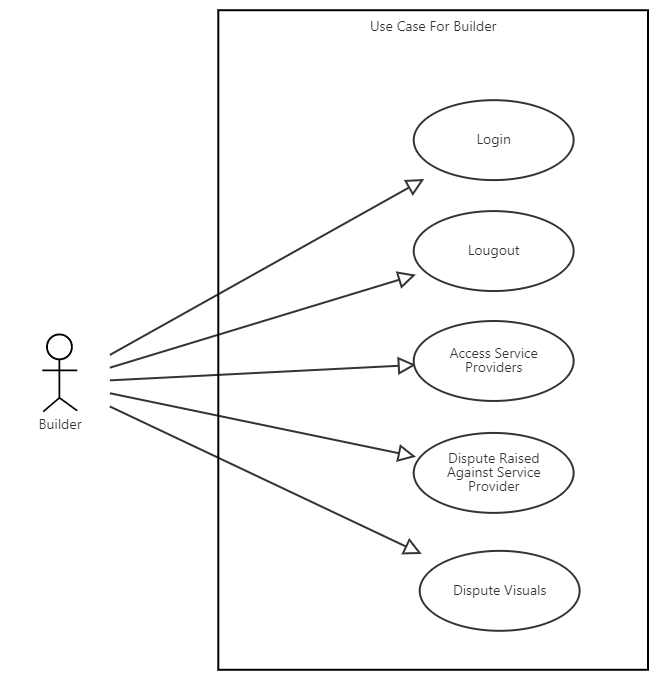 Use Case For Builder
Login
Lougout
Access Service
Providers
Builder
Dispute Raised
Against Service
Provider
Dispute Visuals